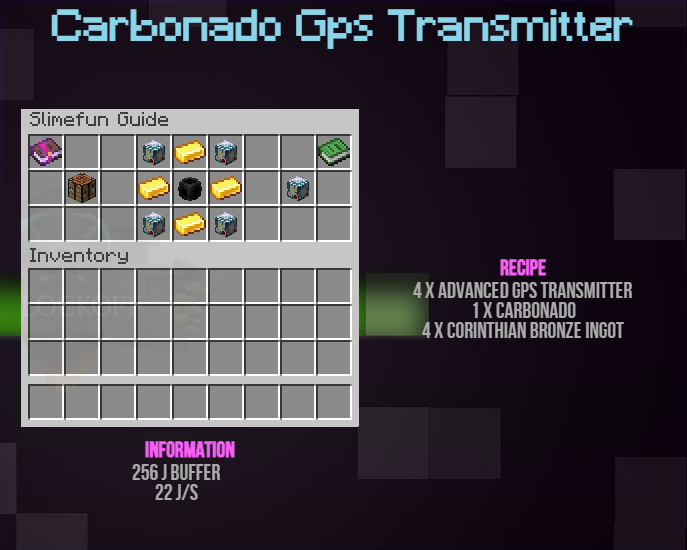 Carbonado Gps Transmitter
Slimefun Guide
Inventory
LOCKOFF
RECIPE
4 X ADVANCED GPS TRANSMITTER
1 X CARBONADO
4 X CORINTHIAN BRONZE INGOT
INFORMATION
256 J BUFFER
22 J/S